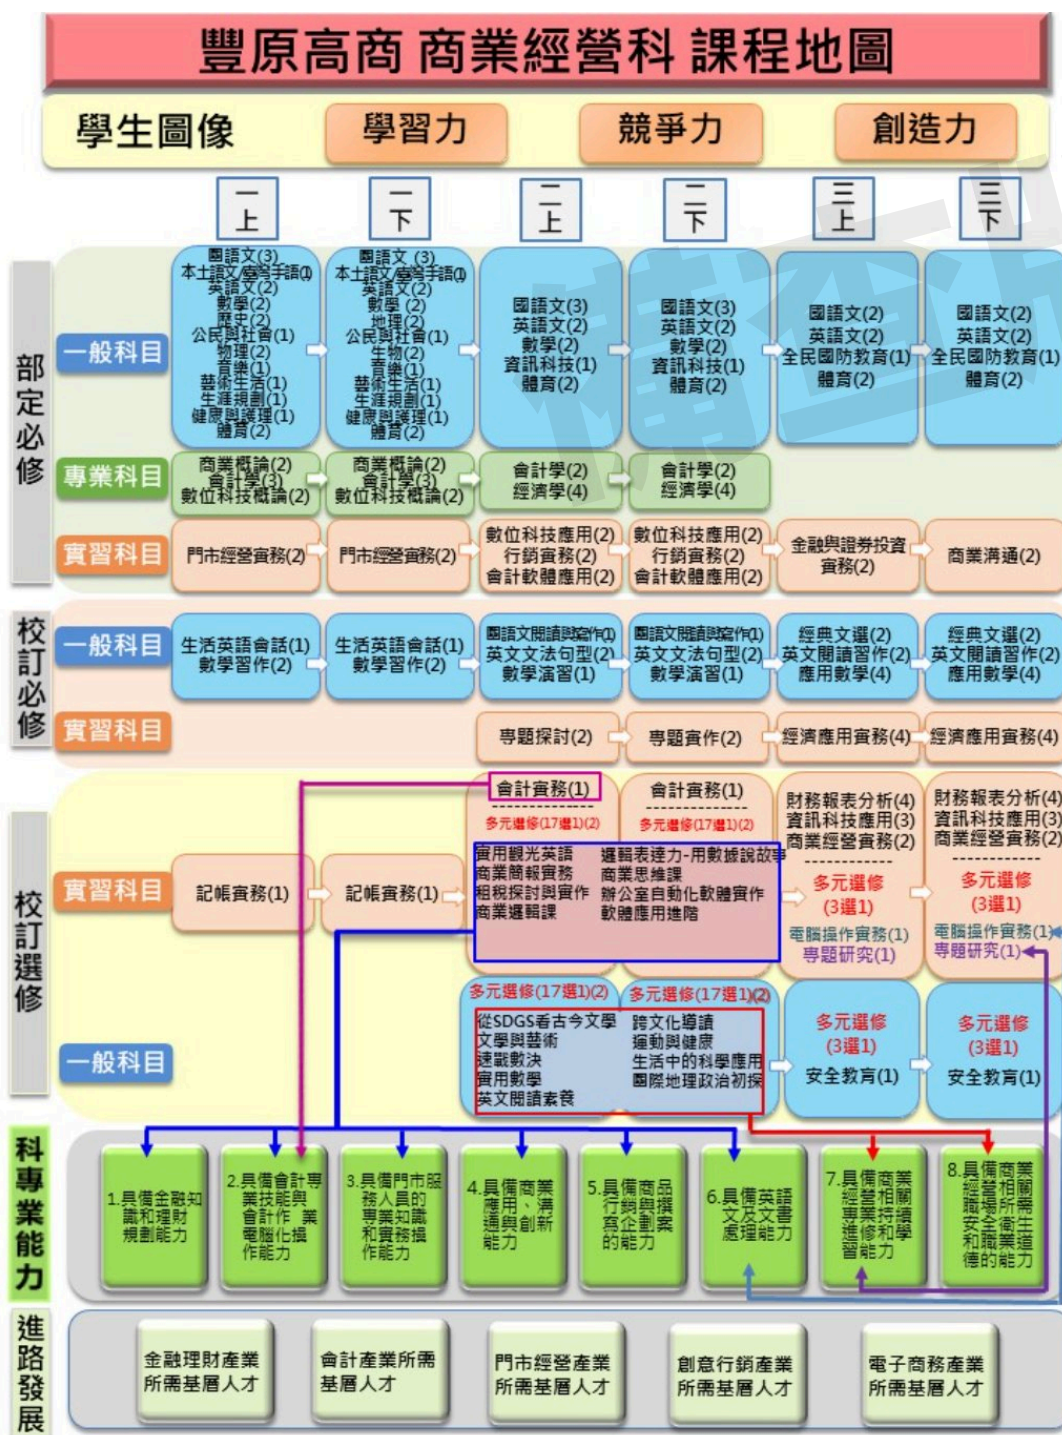 豐原高商 商業經營科 課程地圖
學生圖像
學習力
競爭力
創造力
一上
一下
二上
二下
三上
三下
部定必修
一般科目
國語文(3)
本土語文/臺灣手語(1)
英語文(2)
數學(2)
歷史(2)
公民與社會(1)
物理(2)
音樂(1)
藝術生活(1)
生涯規劃(1)
健康與護理(1)
體育(2)
國語文 (3)
本土語文/臺灣手語(1)
英語文(2)
數學(2)
地理(2)
公民與社會(1)
生物(2)
音樂(1)
藝術生活(1)
生涯規劃(1)
健康與護理(1)
體育(2)
國語文(3)
英語文(2)
數學(2)
資訊科技(1)
體育(2)
國語文(3)
英語文(2)
數學(2)
資訊科技(1)
體育(2)
國語文(2)
英語文(2)
全民國防教育(1)
體育(2)
國語文(2)
英語文(2)
全民國防教育(1)
體育(2)
專業科目
商業概論(2)
會計學(3)
數位科技概論(2)
商業概論(2)
會計學(3)
數位科技概論(2)
會計學(2)
經濟學(4)
會計學(2)
經濟學(4)
實習科目
門市經營實務(2)
門市經營實務(2)
數位科技應用(2)
行銷實務(2)
會計軟體應用(2)
數位科技應用(2)
行銷實務(2)
會計軟體應用(2)
金融與證券投資
實務(2)
商業溝通(2)
校訂必修
一般科目
生活英語會話(1)
數學習作(2)
生活英語會話(1)
數學習作(2)
國語文閱讀與寫作(1)
英文文法句型(2)
數學演習(1)
國語文閱讀與寫作(1)
英文文法句型(2)
數學演習(1)
經典文選(2)
英文閱讀習作(2)
應用數學(4)
經典文選(2)
英文閱讀習作(2)
應用數學(4)
實習科目
專題探討(2)
專題實作(2)
經濟應用實務(4)
經濟應用實務(4)
校訂選修
實習科目
記帳實務(1)
記帳實務(1)
會計實務(1)
--------------
多元選修(17選1)(2)
會計實務(1)
--------------
多元選修(17選1)(2)
實用觀光英語
商業簡報實務
租稅探討與實作
商業邏輯課
邏輯表達力-用數據說故事
商業思維課
辦公室自動化軟體實作
軟體應用進階
財務報表分析(4)
資訊科技應用(3)
商業經營實務(2)
----------
多元選修
(3選1)
電腦操作實務(1)
專題研究(1)
財務報表分析(4)
資訊科技應用(3)
商業經營實務(2)
----------
多元選修
(3選1)
電腦操作實務(1)
專題研究(1)
一般科目
多元選修(17選1)(2)
從SDGS看古今文學
文學與藝術
速戰數決
實用數學
英文閱讀素養
多元選修(17選1)(2)
跨文化導讀
運動與健康
生活中的科學應用
國際地理政治初探
多元選修
(3選1)
安全教育(1)
多元選修
(3選1)
安全教育(1)
科專業能力
1.具備金融知
識和理財
規劃能力
2.具備會計專
業技能與
會計作 業
電腦化操
作能力
3.具備門市服
務人員的
專業知識
和實務操
作能力
4.具備商業
應用、溝
通與創新
能力
5.具備商品
行銷與撰
寫企劃案
的能力
6.具備英語
文及文書
處理能力
7.具備商業
經營相關
專業持續
進修和學
習能力
8.具備商業
經營相關
職場所需
安全衛生
和職業道
德的能力
進路發展
金融理財產業
所需基層人才
會計產業所需
基層人才
門市經營產業
所需基層人才
創意行銷產業
所需基層人才
電子商務產業
所需基層人才
備查